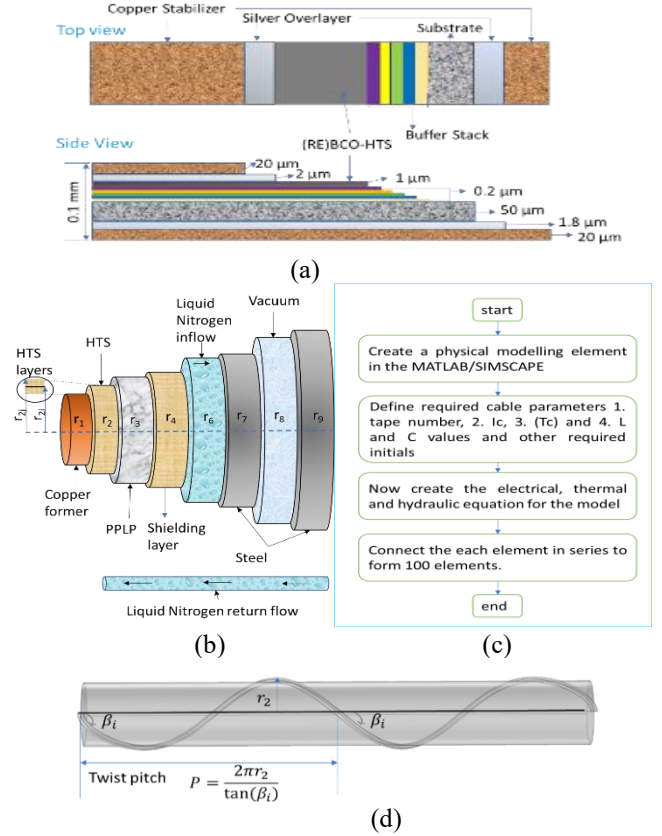 Copper Stabilizer
Silver Overlayer
Top view
Substrate
Buffer Stack
(RE)BCO-HTS
Side View
20 μm
2 μm
1 μm
0.2 μm
0.1 mm
50 μm
1.8 μm
20 μm
(a)
Liquid
Nitrogen
inflow
Vacuum
HTS
layers
HTS
r2j
r2i
r1
r2
r3
r4
r6
r7
r8
r9
Copper
former
PPLP
Shielding
layer
Steel
Liquid Nitrogen return flow
(b)
start
Create a physical modelling element
in the MATLAB/SIMSCAPE
Define required cable parameters 1.
tape number, 2. Ic, 3. (Tc) and 4. L
and C values and other required
initials
Now create the electrical, thermal
and hydraulic equation for the model
Connect the each element in series to
form 100 elements.
end
(c)
r2
βi
βi
Twist pitch P = 2πr2 / tan(βi)
(d)